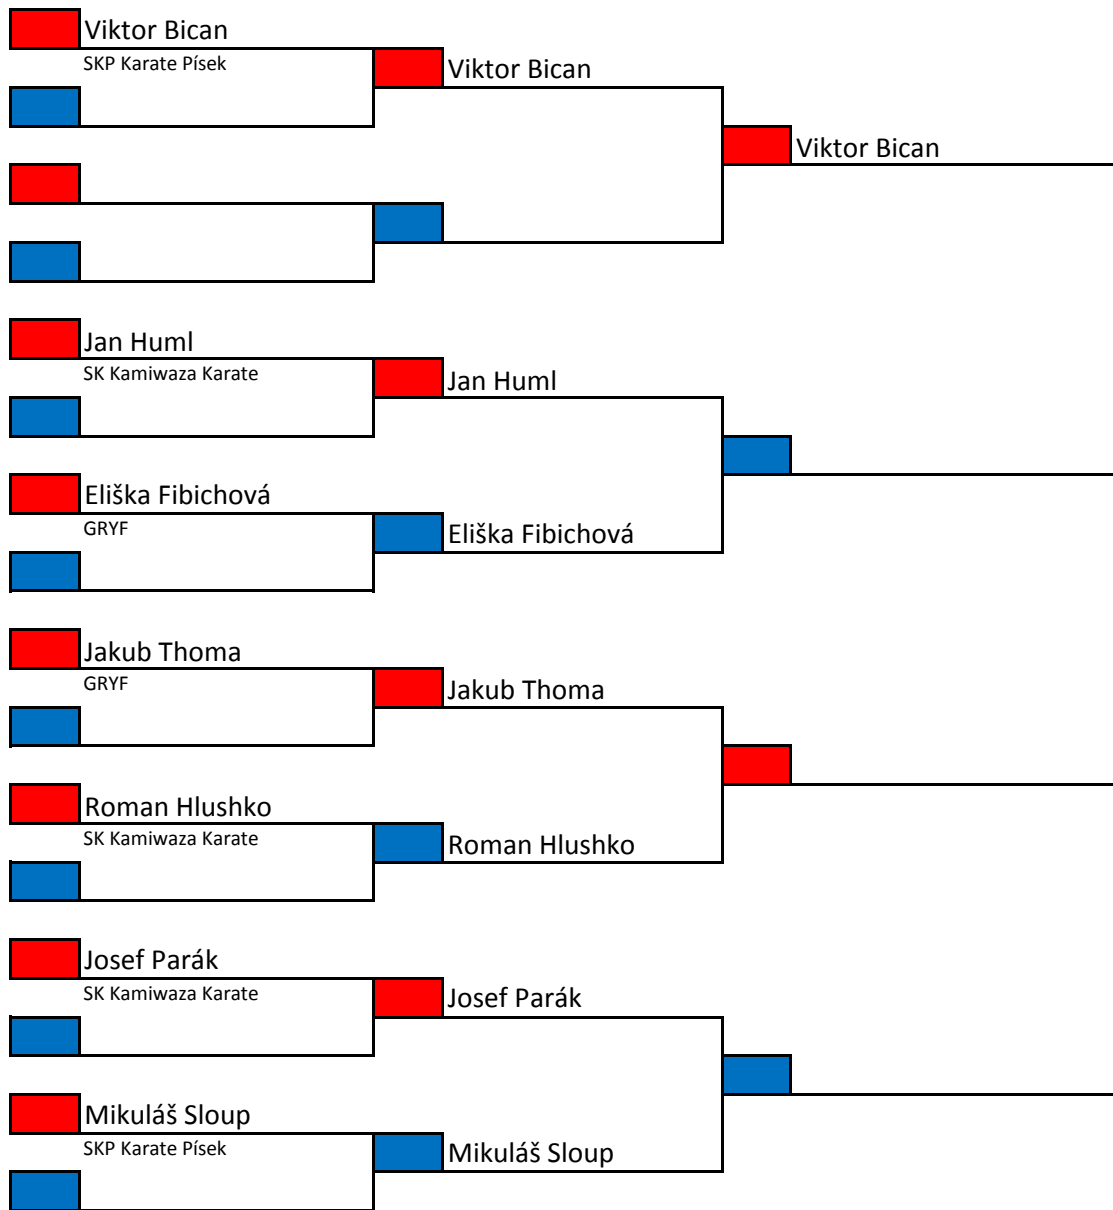 Viktor Bican
SKP Karate Písek
Viktor Bican
Viktor Bican
Jan Huml
SK Kamiwaza Karate
Jan Huml
Eliška Fibichová
GRYF
Eliška Fibichová
Jakub Thoma
GRYF
Jakub Thoma
Roman Hlushko
SK Kamiwaza Karate
Roman Hlushko
Josef Parák
SK Kamiwaza Karate
Josef Parák
Mikuláš Sloup
SKP Karate Písek
Mikuláš Sloup